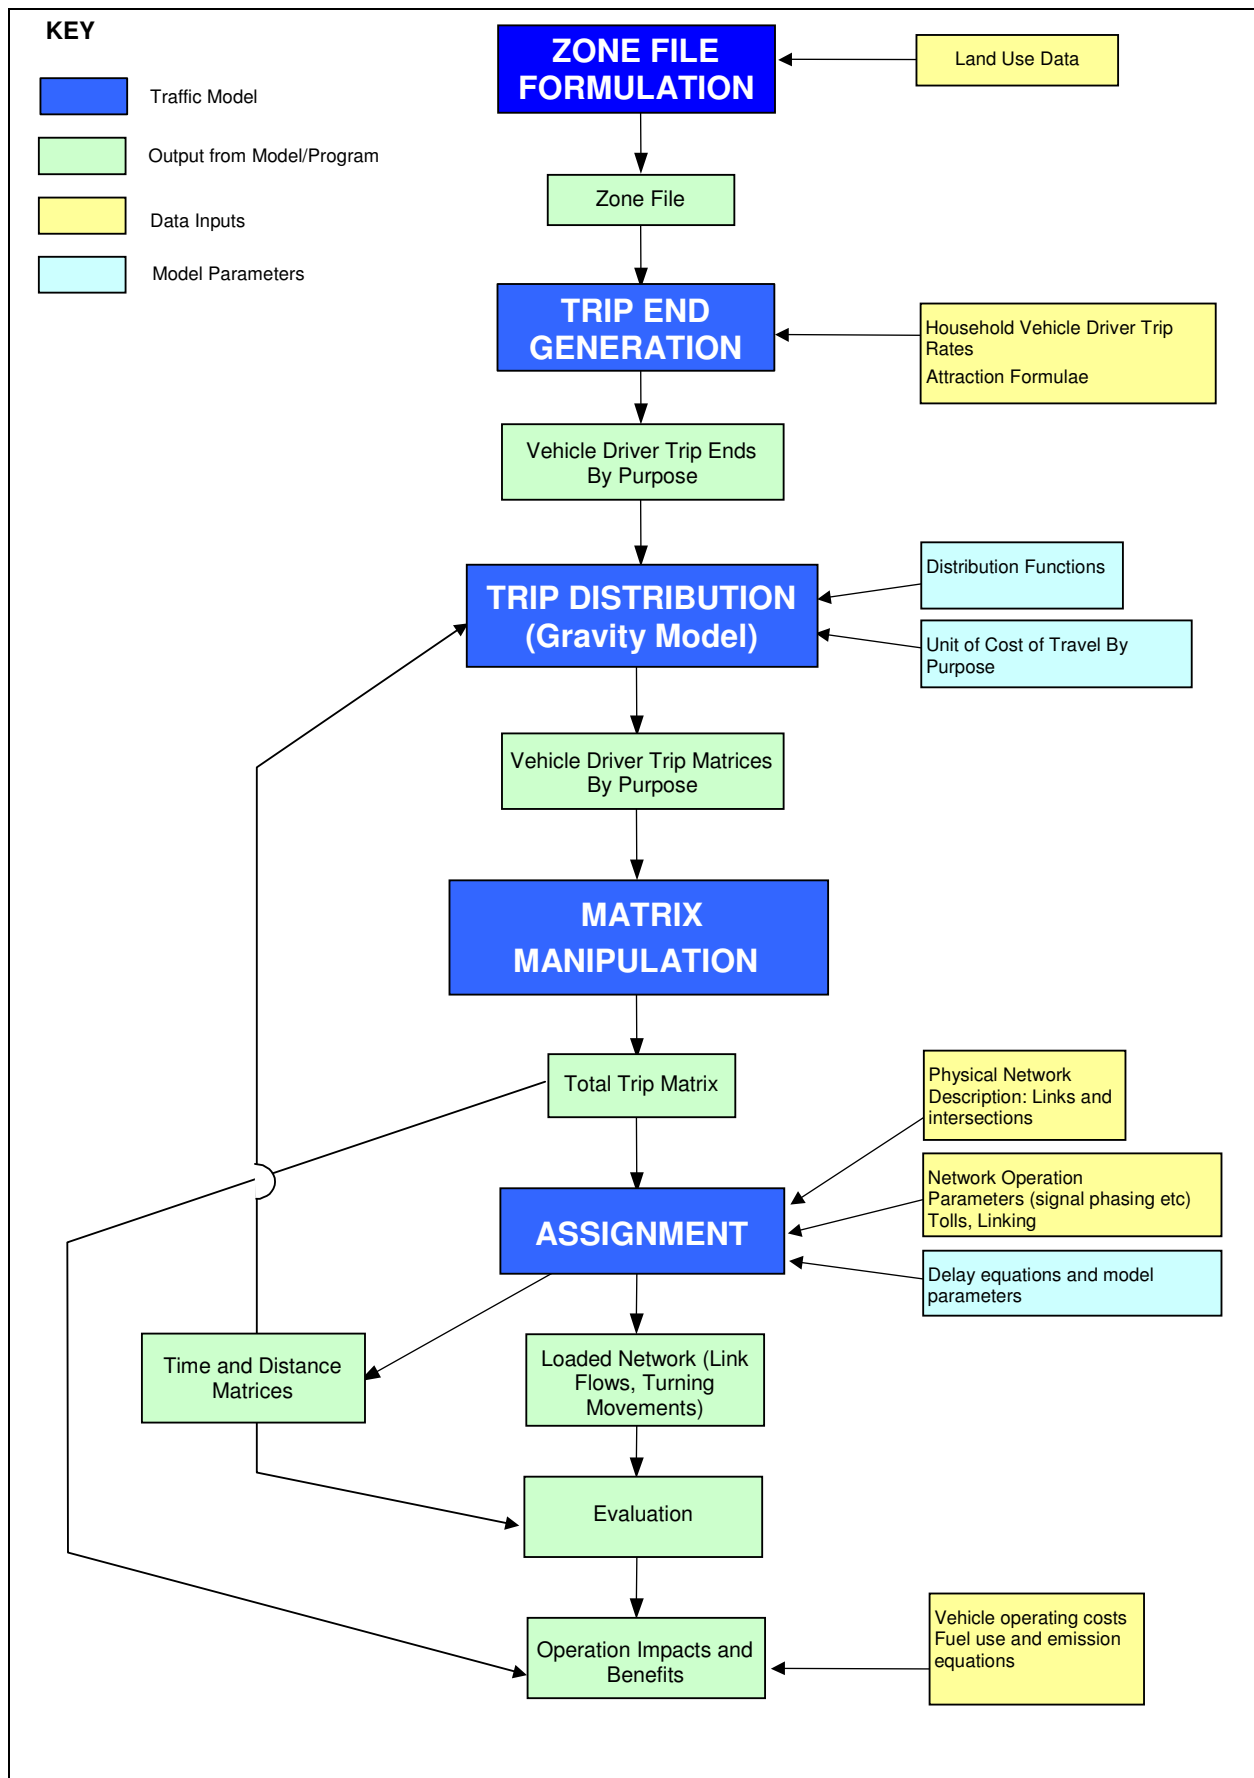 KEY
Traffic Model
Output from Model/Program
Data Inputs
Model Parameters
ZONE FILE
FORMULATION
Land Use Data
Zone File
TRIP END
GENERATION
Household Vehicle Driver Trip
Rates
Attraction Formulae
Vehicle Driver Trip Ends
By Purpose
TRIP DISTRIBUTION
(Gravity Model)
Distribution Functions
Unit of Cost of Travel By
Purpose
Vehicle Driver Trip Matrices
By Purpose
MATRIX
MANIPULATION
Total Trip Matrix
Physical Network
Description: Links and
intersections
Network Operation
Parameters (signal phasing etc)
Tolls, Linking
ASSIGNMENT
Delay equations and model
parameters
Time and Distance
Matrices
Loaded Network (Link
Flows, Turning
Movements)
Evaluation
Operation Impacts and
Benefits
Vehicle operating costs
Fuel use and emission
equations